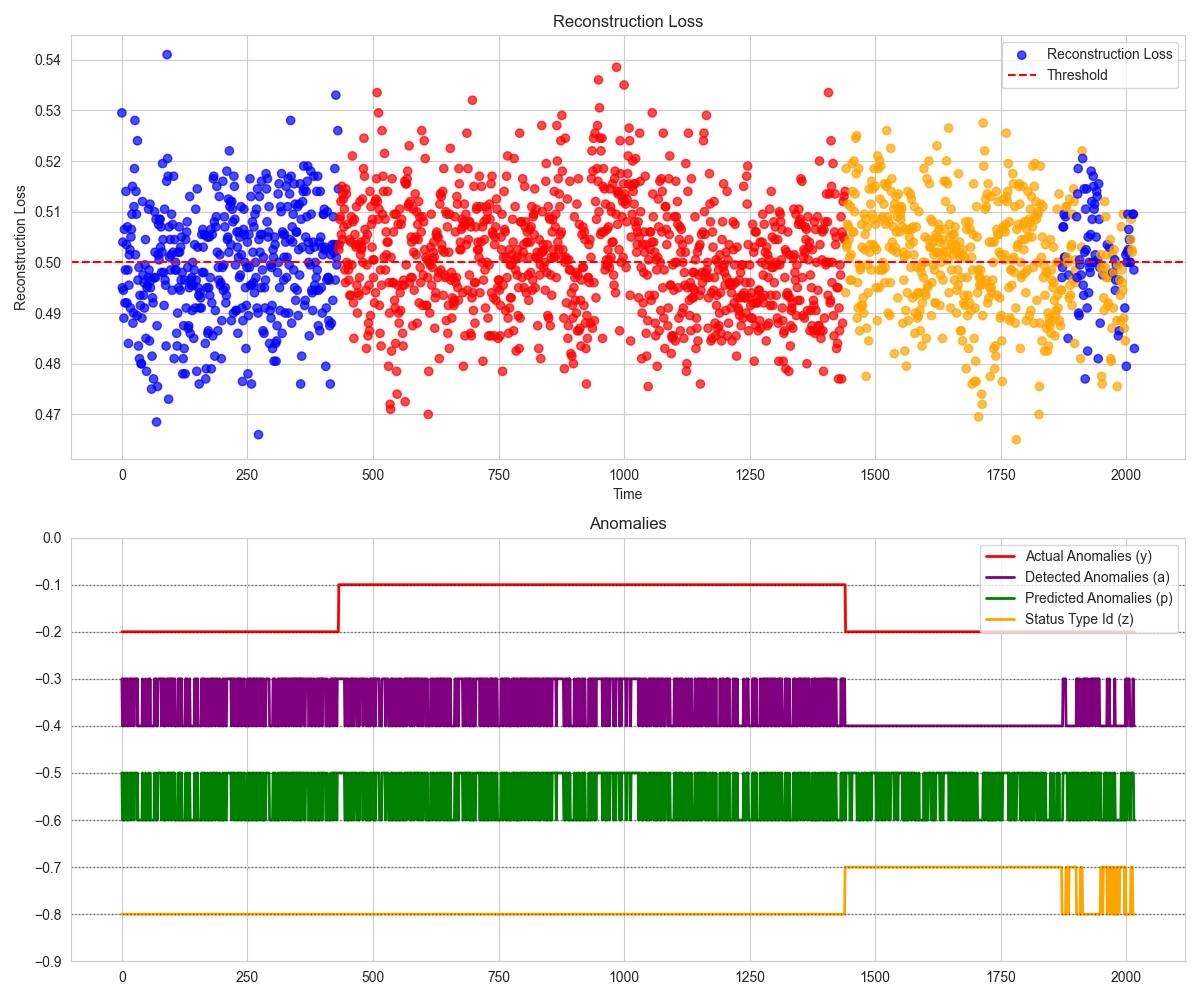 Reconstruction Loss
Reconstruction Loss
Threshold
0.54
0.53
0.52
0.51
0.50
0.49
0.48
0.47
Reconstruction Loss
0 250 500 750 1000 1250 1500 1750 2000
Time
Anomalies
Actual Anomalies (y)
Detected Anomalies (a)
Predicted Anomalies (p)
Status Type Id (z)
0.0
−0.1
−0.2
−0.3
−0.4
−0.5
−0.6
−0.7
−0.8
−0.9
0 250 500 750 1000 1250 1500 1750 2000